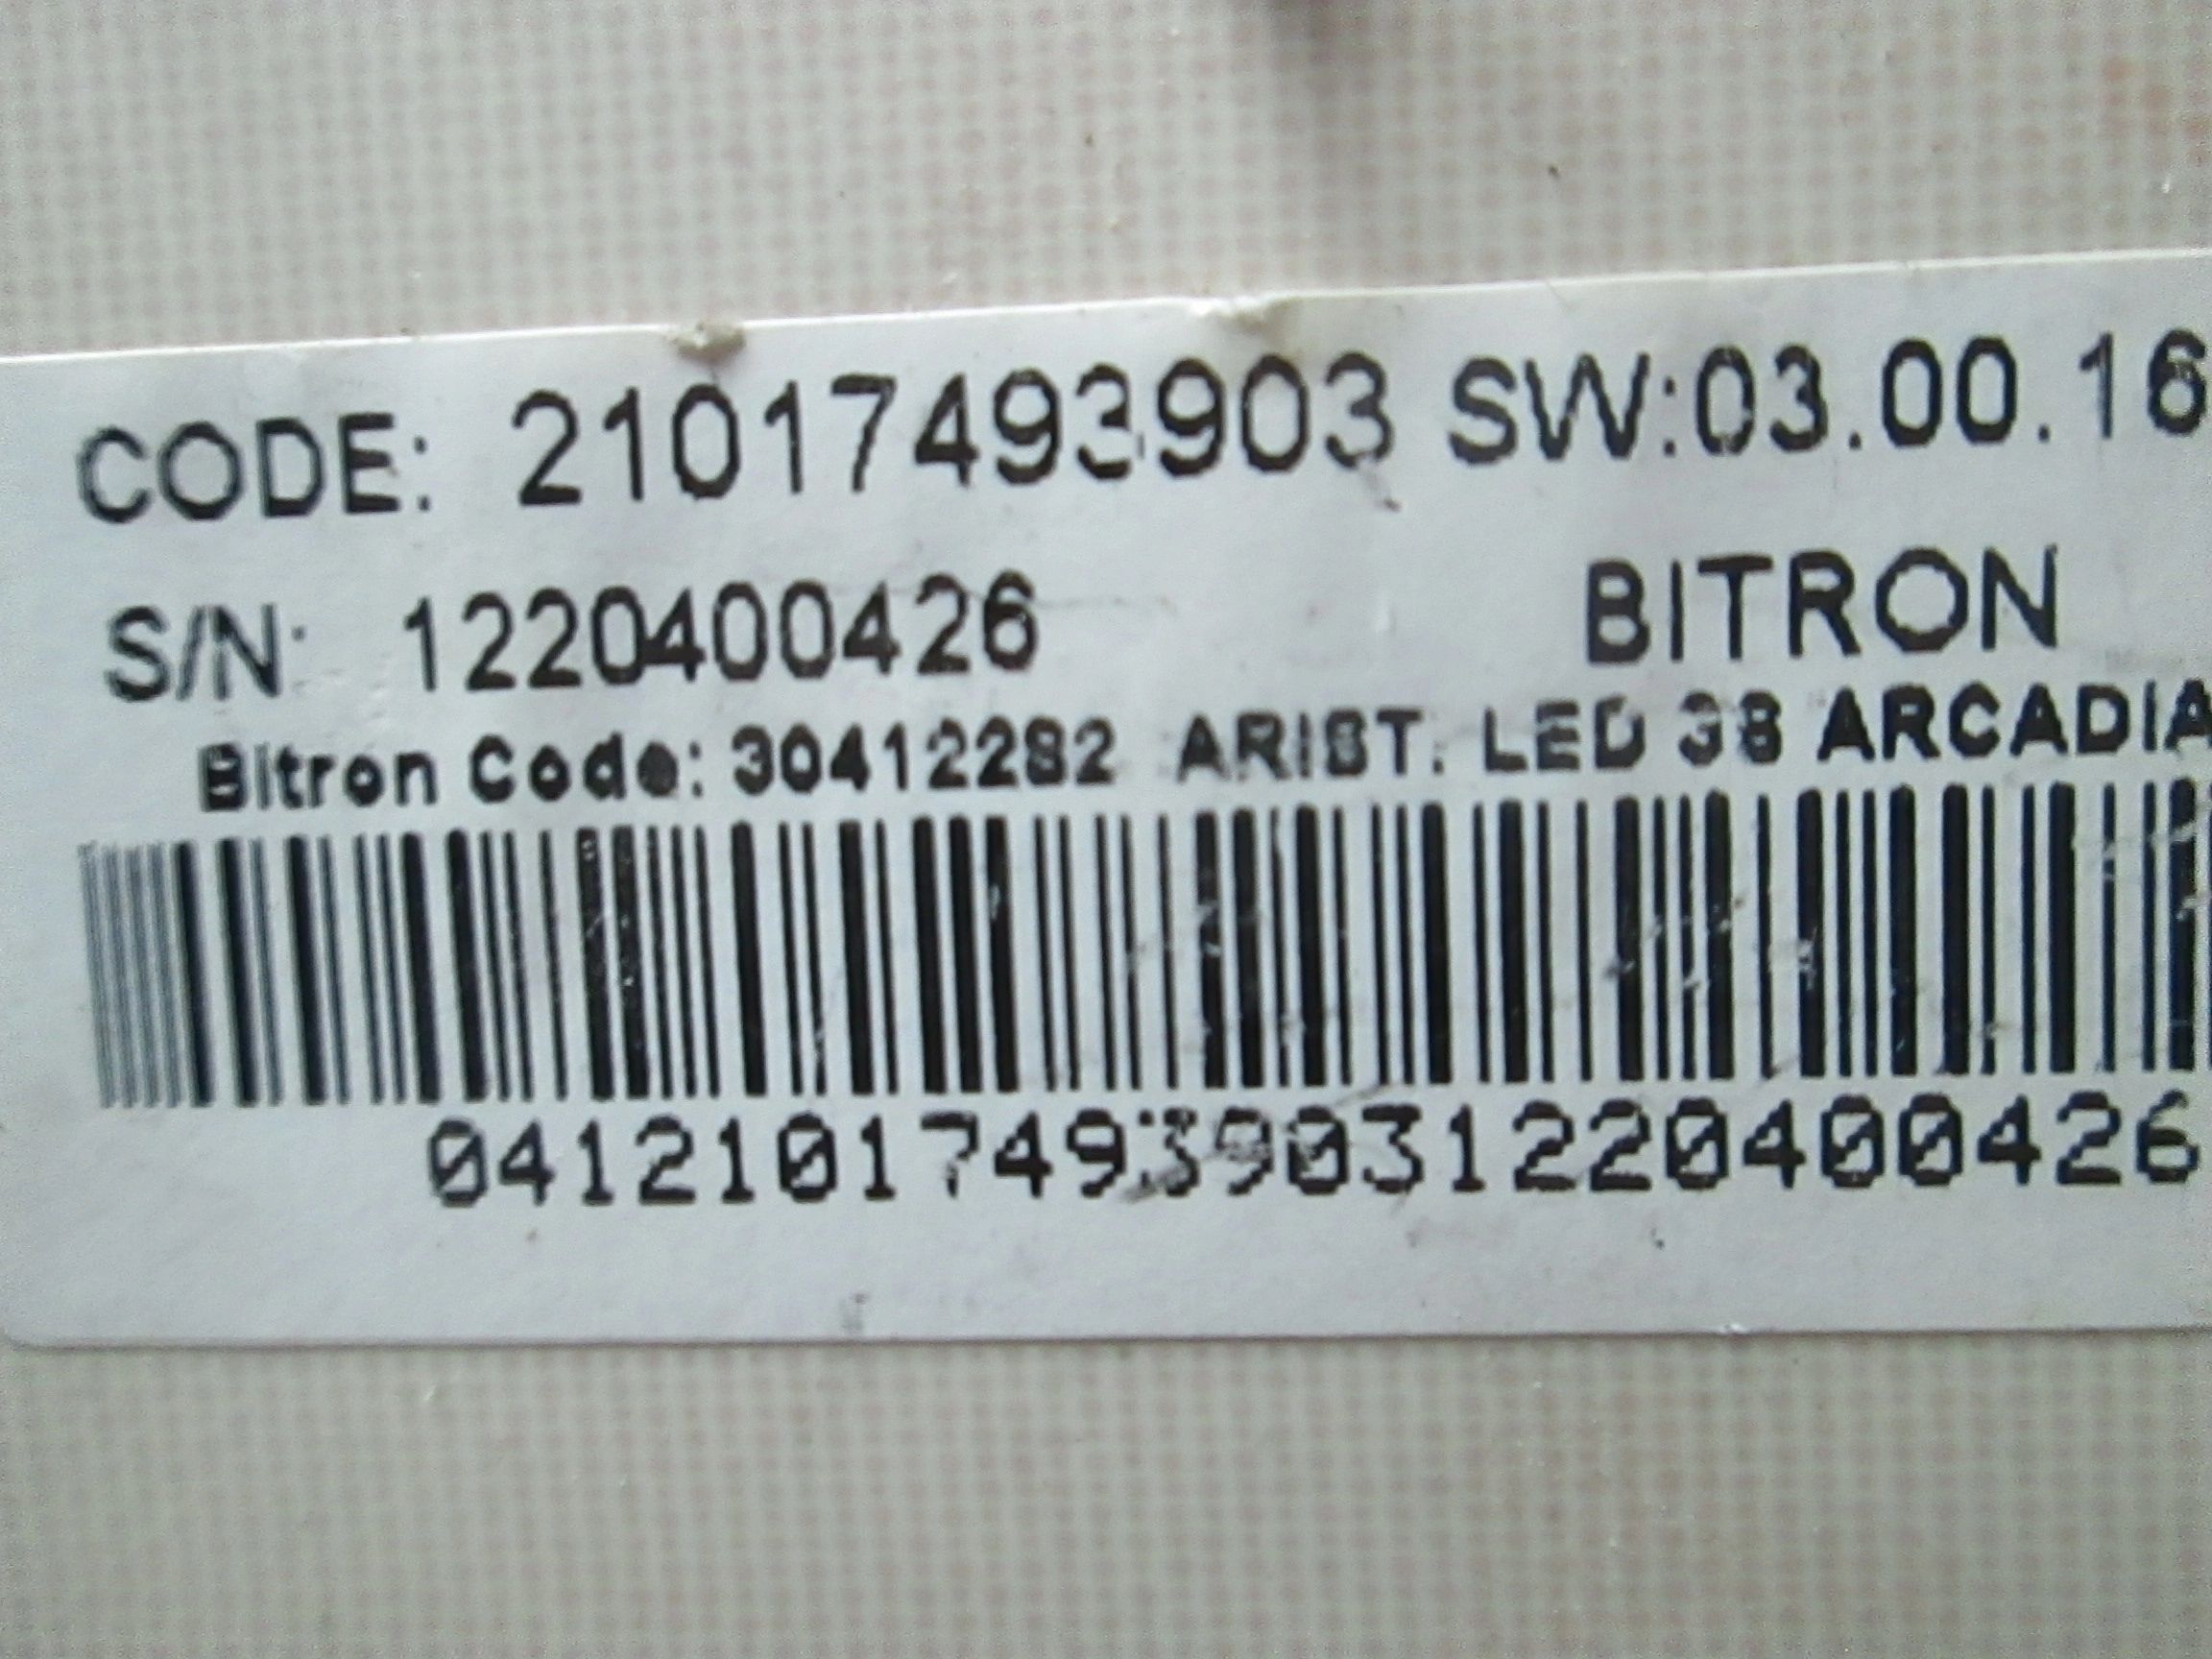 CODE: 21017493903 SW:03.00.16
S/N: 1220400426 BITRON
Bitron Code: 30412282 ARIST. LED 38 ARCADIA
041210174939031220400426